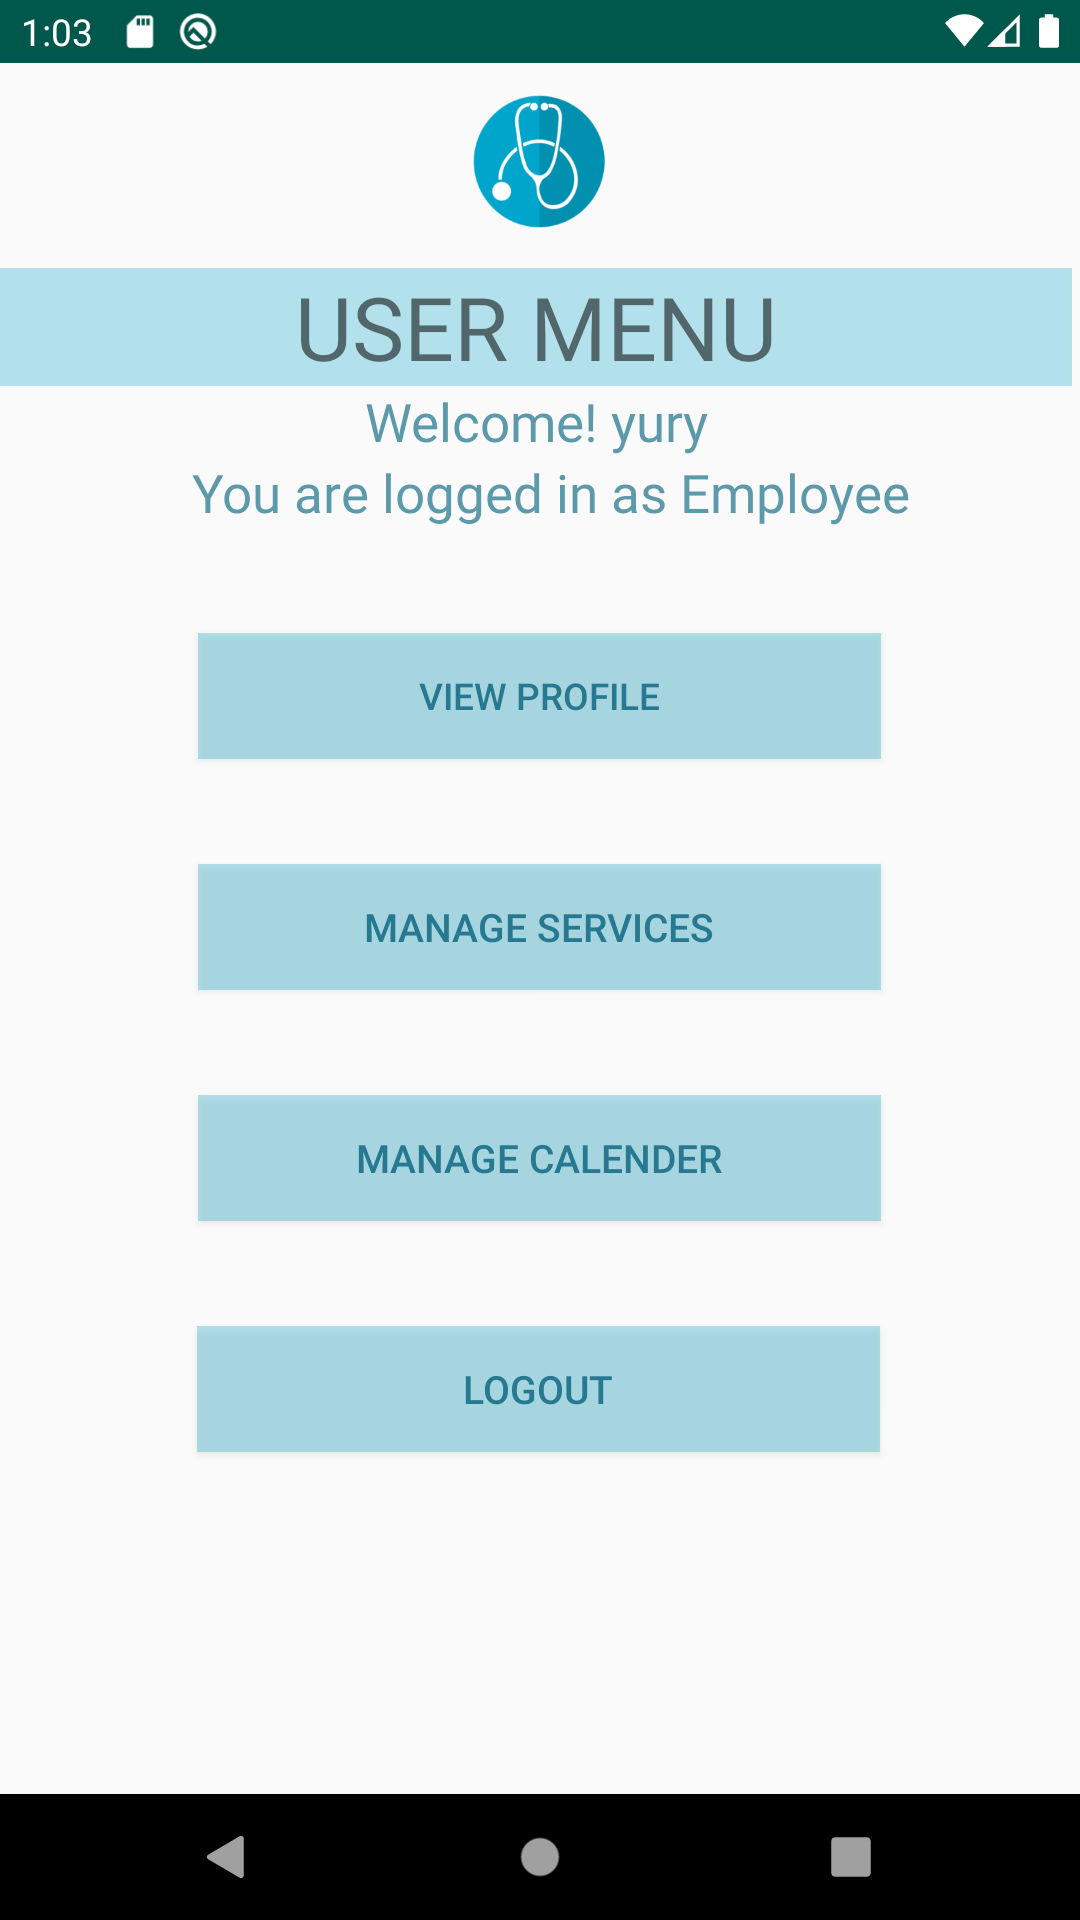 1:03
USER MENU
Welcome! yury
You are logged in as Employee
VIEW PROFILE
MANAGE SERVICES
MANAGE CALENDER
LOGOUT